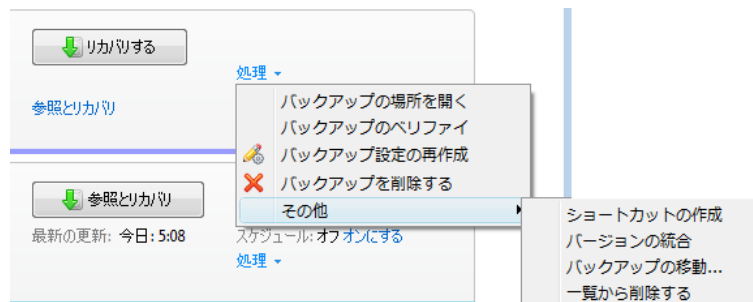 リカバリする
処理
参照とリカバリ
バックアップの場所を開く
バックアップのベリファイ
バックアップ設定の再作成
バックアップを削除する
その他
ショートカットの作成
バージョンの統合
バックアップの移動...
一覧から削除する
参照とリカバリ
最新の更新: 今日: 5:08
スケジュール: オフ オンにする
処理